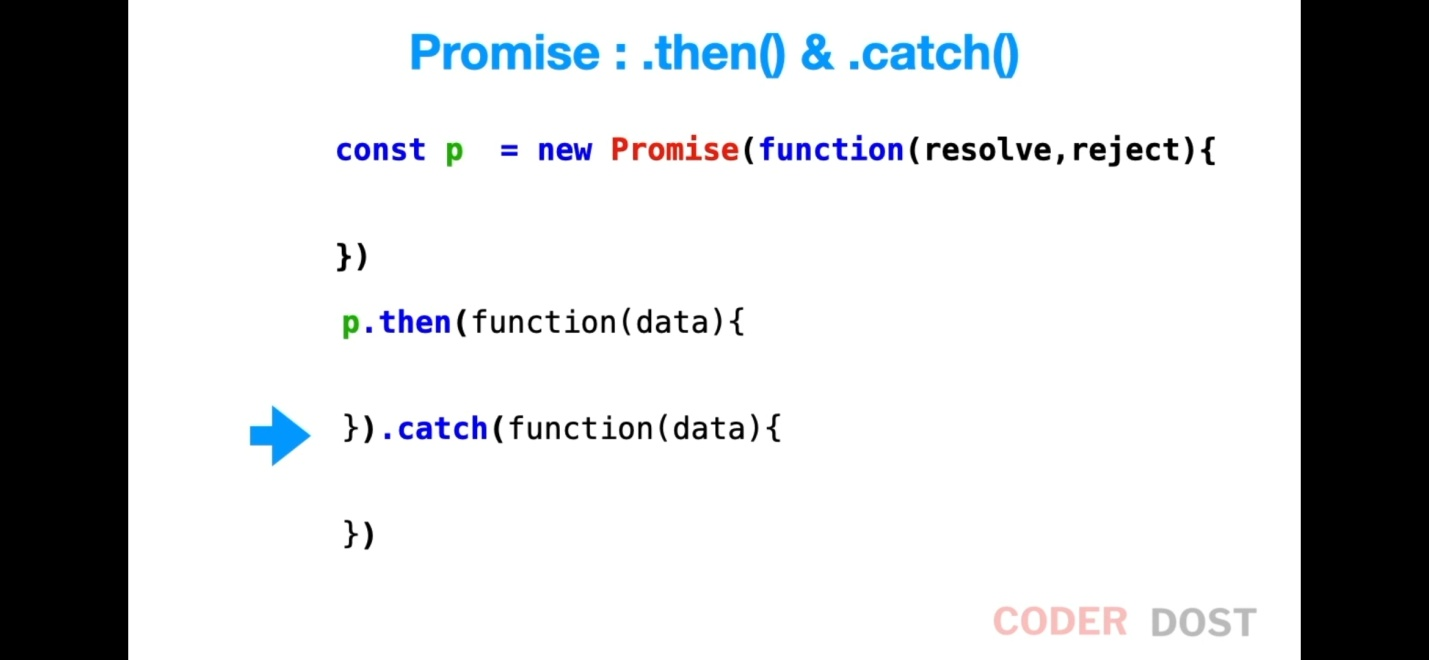 Promise : .then() & .catch()
const p = new Promise(function(resolve,reject){
})
p.then(function(data){
}).catch(function(data){
})
CODER DOST